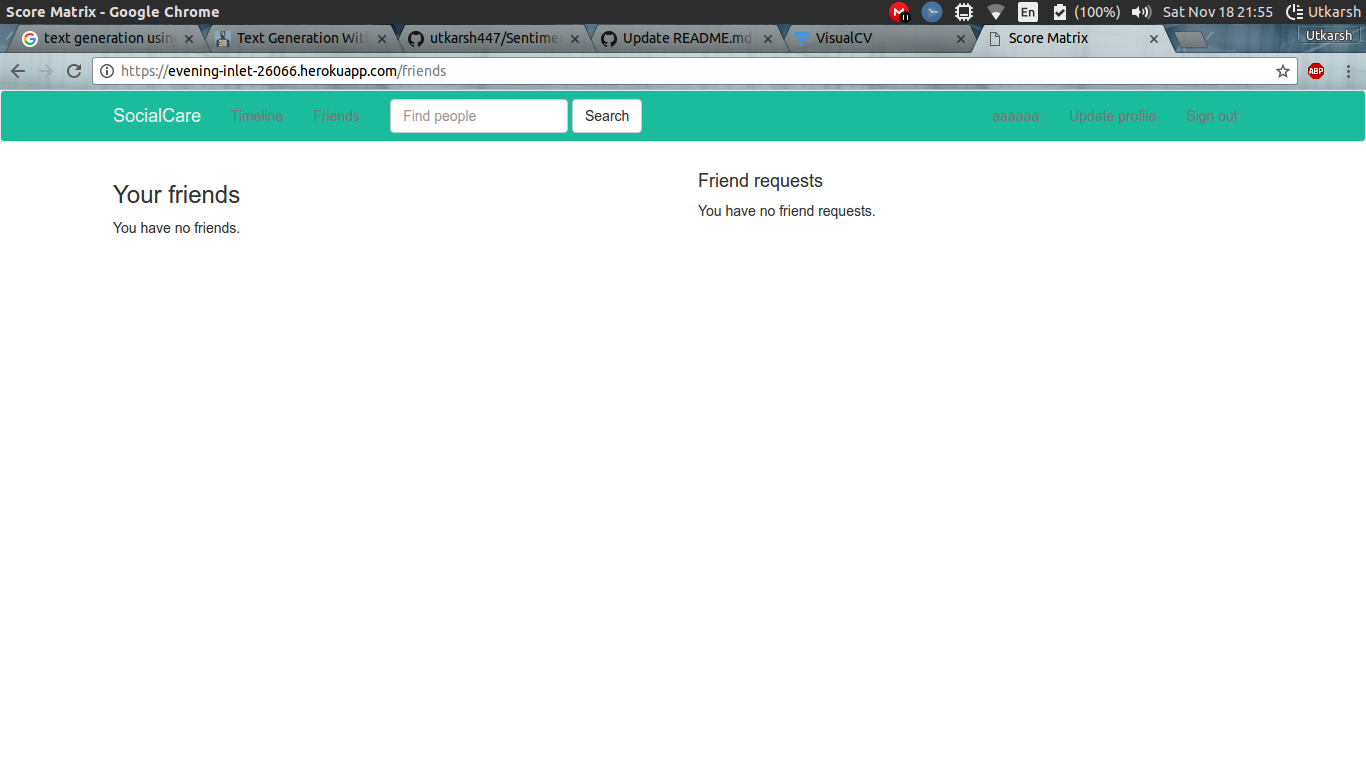 Score Matrix - Google Chrome
En (100%) Sat Nov 18 21:55 Utkarsh
text generation usin Text Generation Wit utkarsh447/Sentime Update README.md VisualCV Score Matrix Utkarsh
https://evening-inlet-26066.herokuapp.com/friends ABP
SocialCare Timeline Friends Find people Search aaaaaa Update profile Sign out
Your friends
You have no friends.
Friend requests
You have no friend requests.